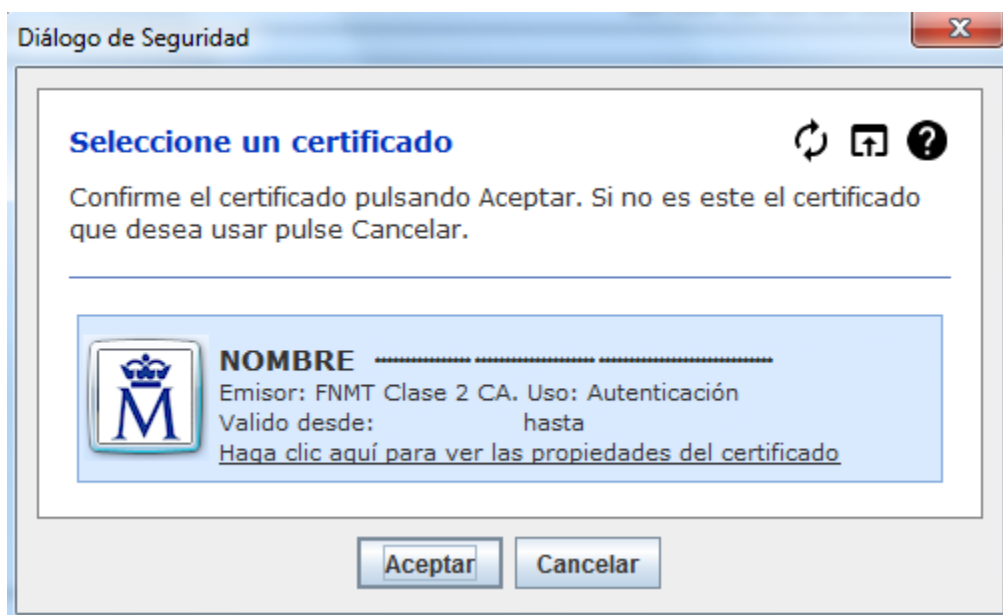 Diálogo de Seguridad
Seleccione un certificado
Confirme el certificado pulsando Aceptar. Si no es este el certificado
que desea usar pulse Cancelar.
NOMBRE
Emisor: FNMT Clase 2 CA. Uso: Autenticación
Valido desde: hasta
Haga clic aquí para ver las propiedades del certificado
Aceptar Cancelar